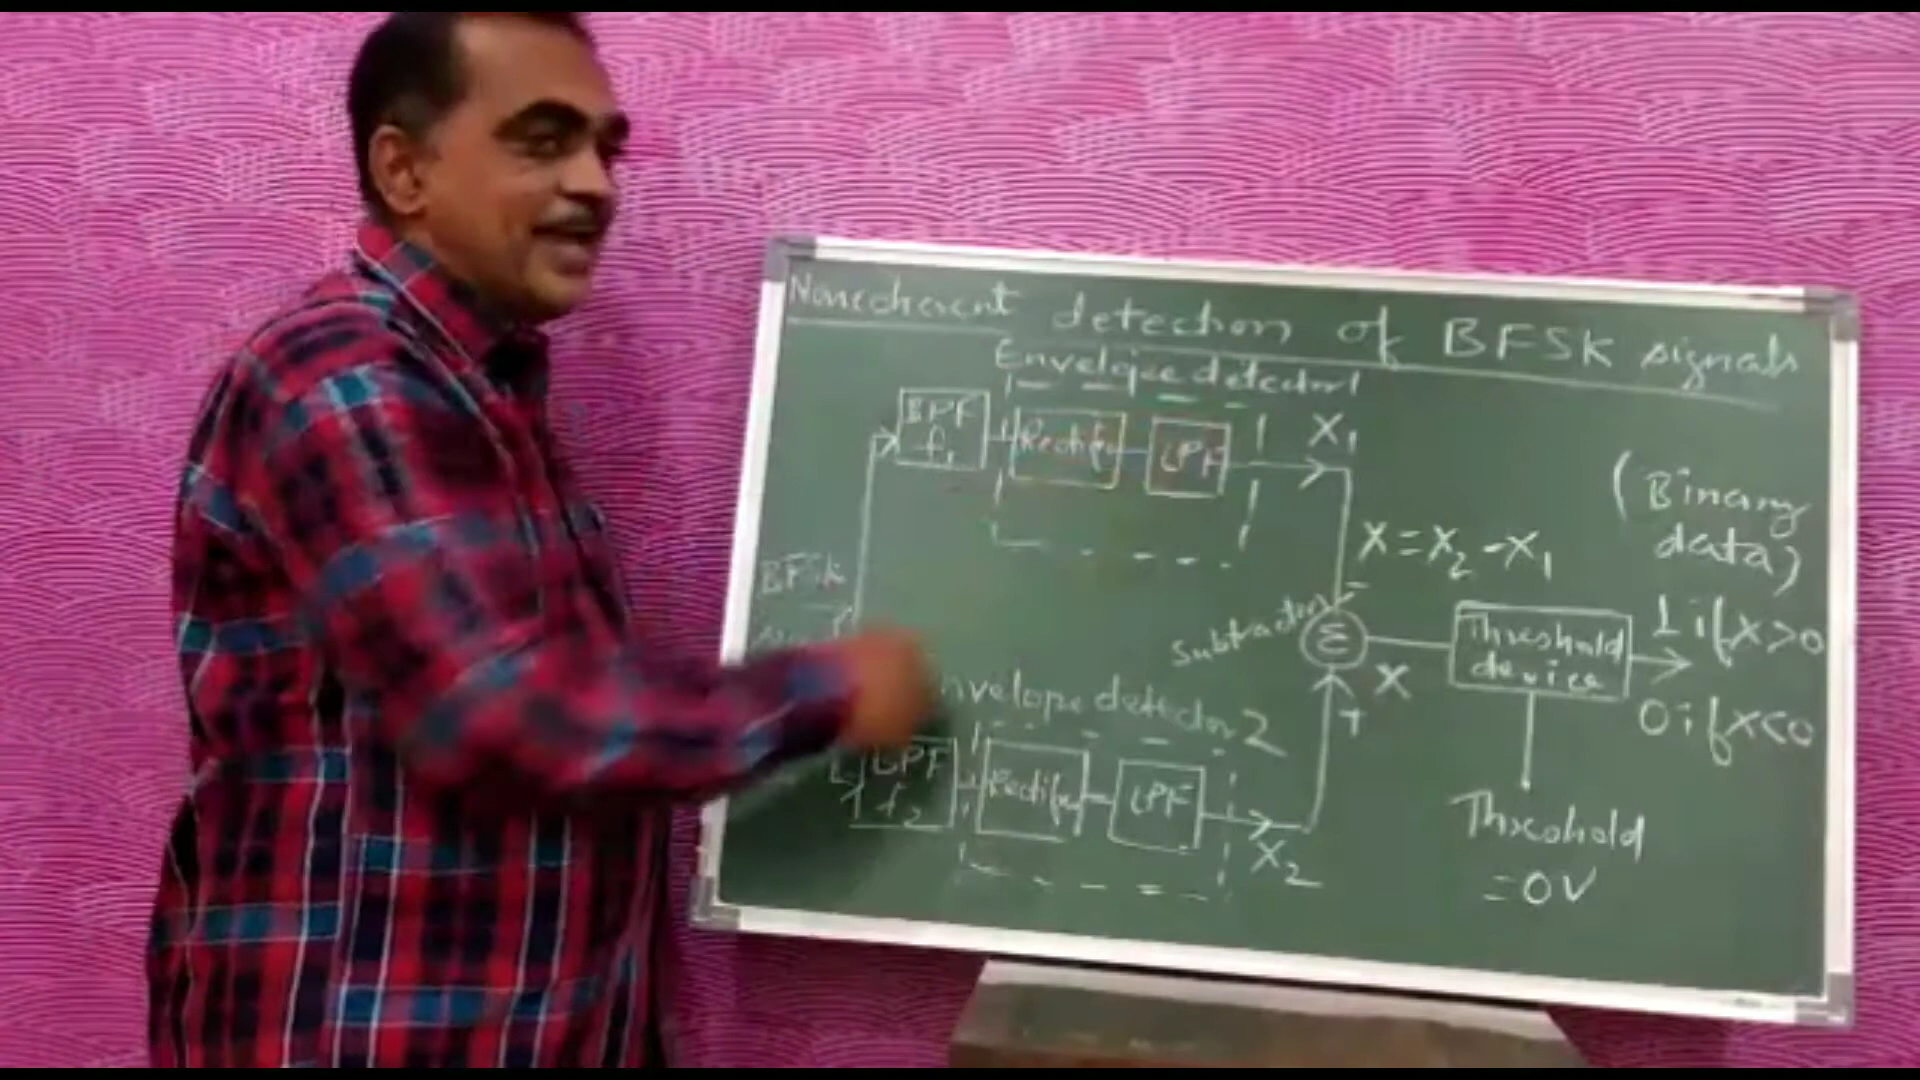 Noncoherent detection of BFSK signals
Envelope detector 1
BPF
f1
Rectifier
LPF
X1
(Binary
data)
X=X2-X1
BFSK
-
Subtractor
Σ
X
+
Threshold
device
1 if X>0
0 if X<0
nvelope detector 2
BPF
f2
Rectifier
LPF
X2
Threshold
=0V